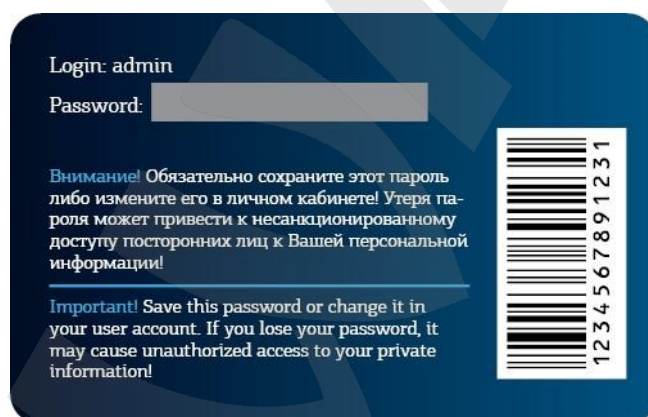 Login: admin
Password:
Внимание! Обязательно сохраните этот пароль
либо измените его в личном кабинете! Утеря па-
роля может привести к несанкционированному
доступу посторонних лиц к Вашей персональной
информации!
Important! Save this password or change it in
your user account. If you lose your password, it
may cause unauthorized access to your private
information!
1234567891231